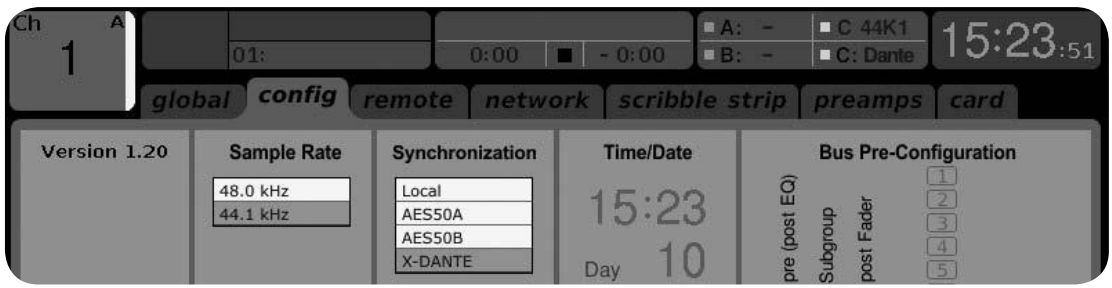 Ch A
1
01:
0:00 - 0:00
A: -
B: -
C 44K1
C: Dante
15:23:51
global config remote network scribble strip preamps card
Version 1.20
Sample Rate
48.0 kHz
44.1 kHz
Synchronization
Local
AES50A
AES50B
X-DANTE
Time/Date
15:23
Day 10
Bus Pre-Configuration
pre (post EQ)
Subgroup
post Fader
1
2
3
4
5